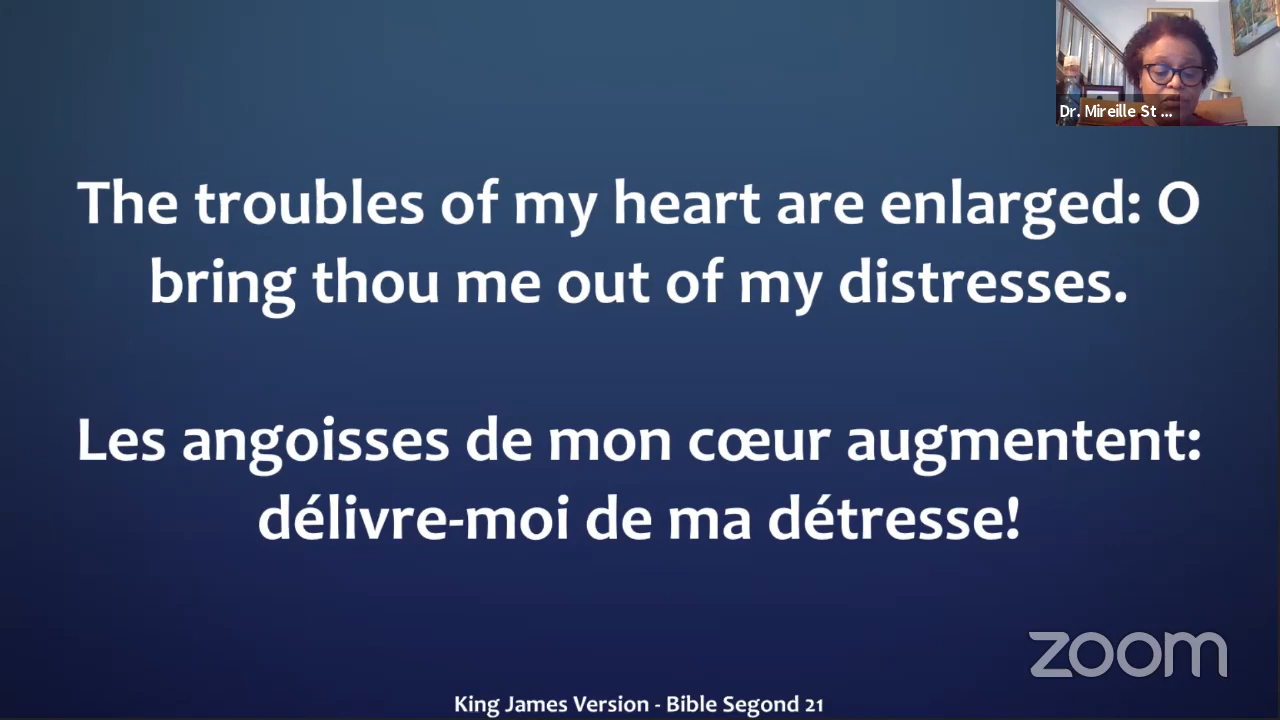 Dr. Mireille St ...
The troubles of my heart are enlarged: O
bring thou me out of my distresses.
Les angoisses de mon cœur augmentent:
délivre-moi de ma détresse!
zoom
King James Version - Bible Segond 21